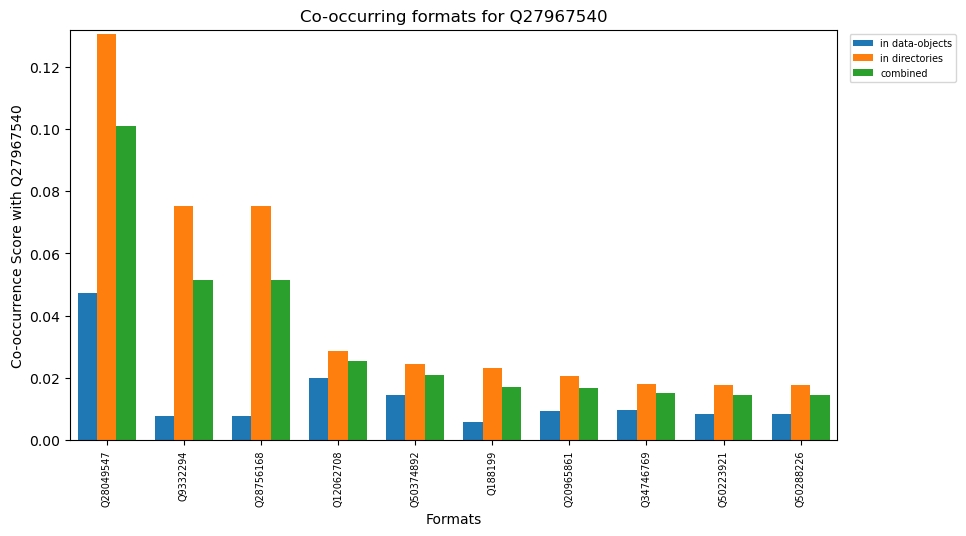 Co-occurring formats for Q27967540
in data-objects
in directories
combined
Co-occurrence Score with Q27967540
0.12
0.10
0.08
0.06
0.04
0.02
0.00
Q28049547
Q9332294
Q28756168
Q12062708
Q50374892
Q188199
Q20965861
Q34746769
Q50223921
Q50288226
Formats